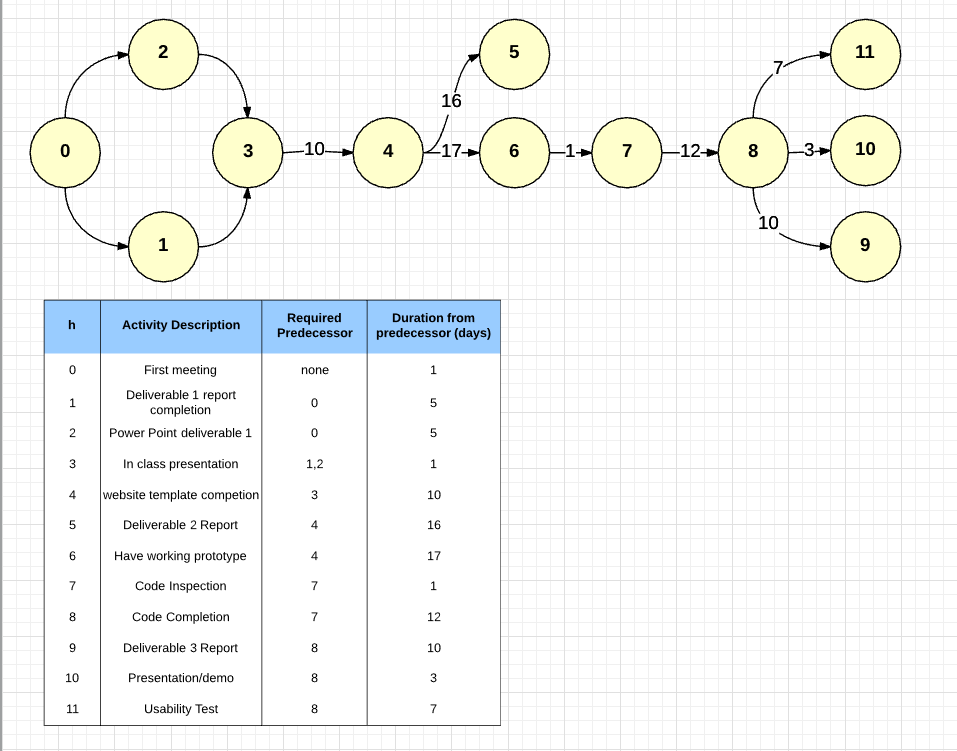 2
5
11
7
16
0
3
10
4
17
6
1
7
12
8
3
10
10
1
9
h Activity Description Required Predecessor Duration from predecessor (days)
0 First meeting none 1
1 Deliverable 1 report completion 0 5
2 Power Point deliverable 1 0 5
3 In class presentation 1,2 1
4 website template competion 3 10
5 Deliverable 2 Report 4 16
6 Have working prototype 4 17
7 Code Inspection 7 1
8 Code Completion 7 12
9 Deliverable 3 Report 8 10
10 Presentation/demo 8 3
11 Usability Test 8 7